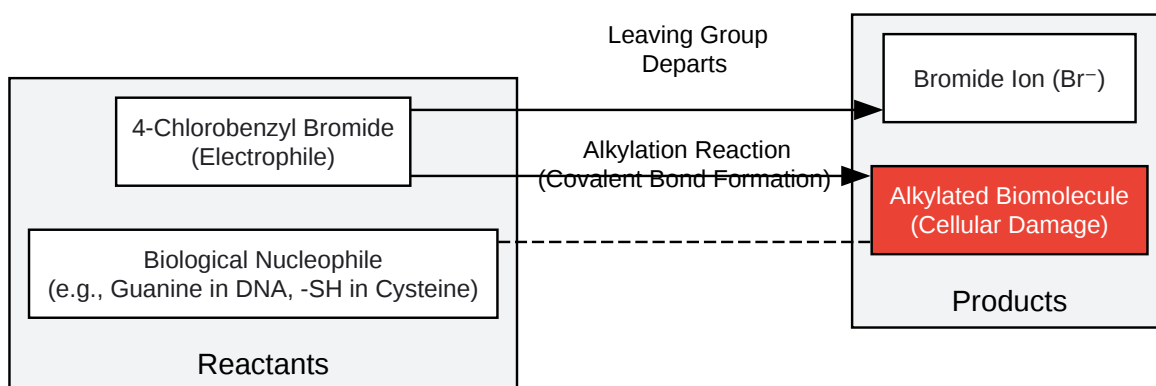 Leaving Group
Departs
Bromide Ion (Br⁻)
4-Chlorobenzyl Bromide
(Electrophile)
Alkylation Reaction
(Covalent Bond Formation)
Alkylated Biomolecule
(Cellular Damage)
Biological Nucleophile
(e.g., Guanine in DNA, -SH in Cysteine)
Products
Reactants